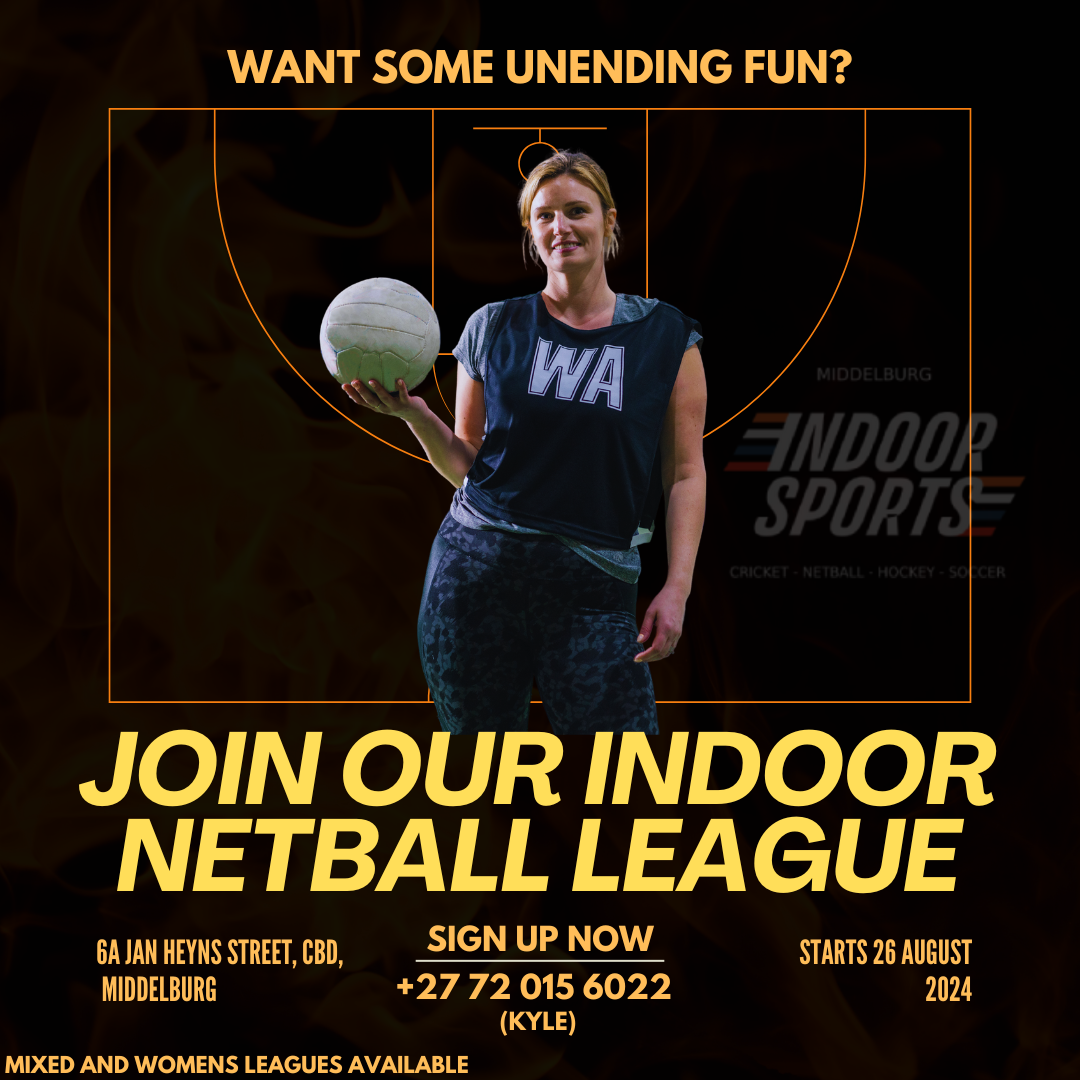 WANT SOME UNENDING FUN?
WA
MIDDELBURG
INDOOR
SPORTS
CRICKET - NETBALL - HOCKEY - SOCCER
JOIN OUR INDOOR
NETBALL LEAGUE
6A JAN HEYNS STREET, CBD,
MIDDELBURG
SIGN UP NOW
+27 72 015 6022
(KYLE)
STARTS 26 AUGUST
2024
MIXED AND WOMENS LEAGUES AVAILABLE